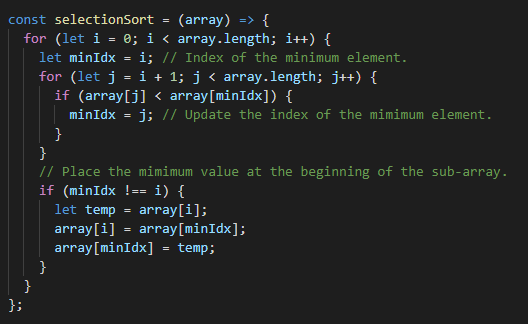 const selectionSort = (array) => {
  for (let i = 0; i < array.length; i++) {
    let minIdx = i; // Index of the minimum element.
    for (let j = i + 1; j < array.length; j++) {
      if (array[j] < array[minIdx]) {
        minIdx = j; // Update the index of the mimimum element.
      }
    }
    // Place the mimimum value at the beginning of the sub-array.
    if (minIdx !== i) {
      let temp = array[i];
      array[i] = array[minIdx];
      array[minIdx] = temp;
    }
  }
};